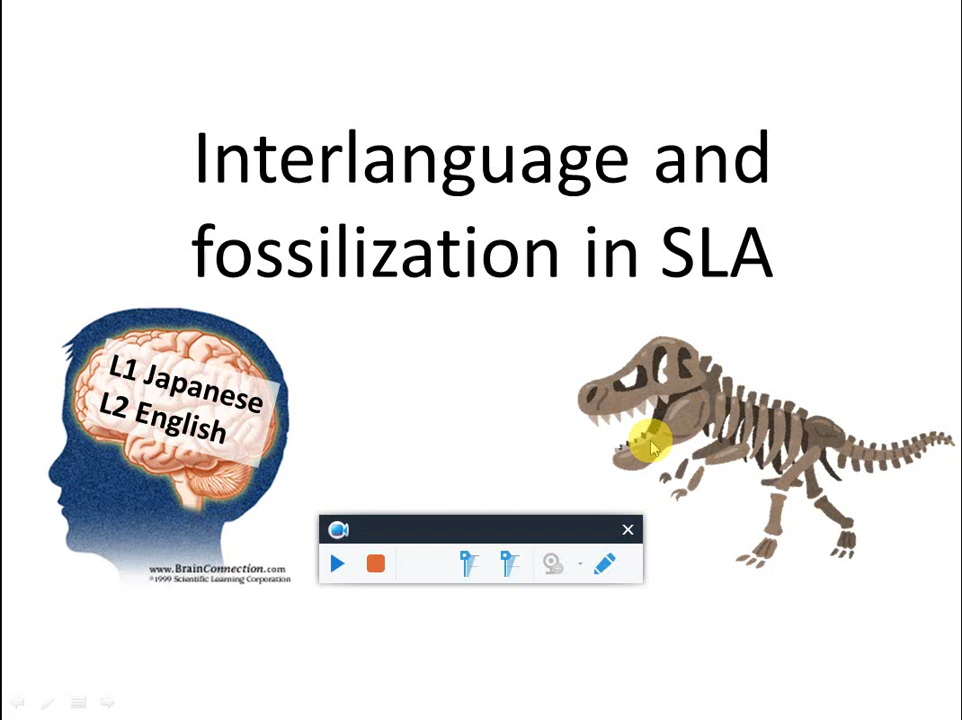 Interlanguage and
fossilization in SLA
L1 Japanese
L2 English
www.BrainConnection.com
©1999 Scientific Learning Corporation